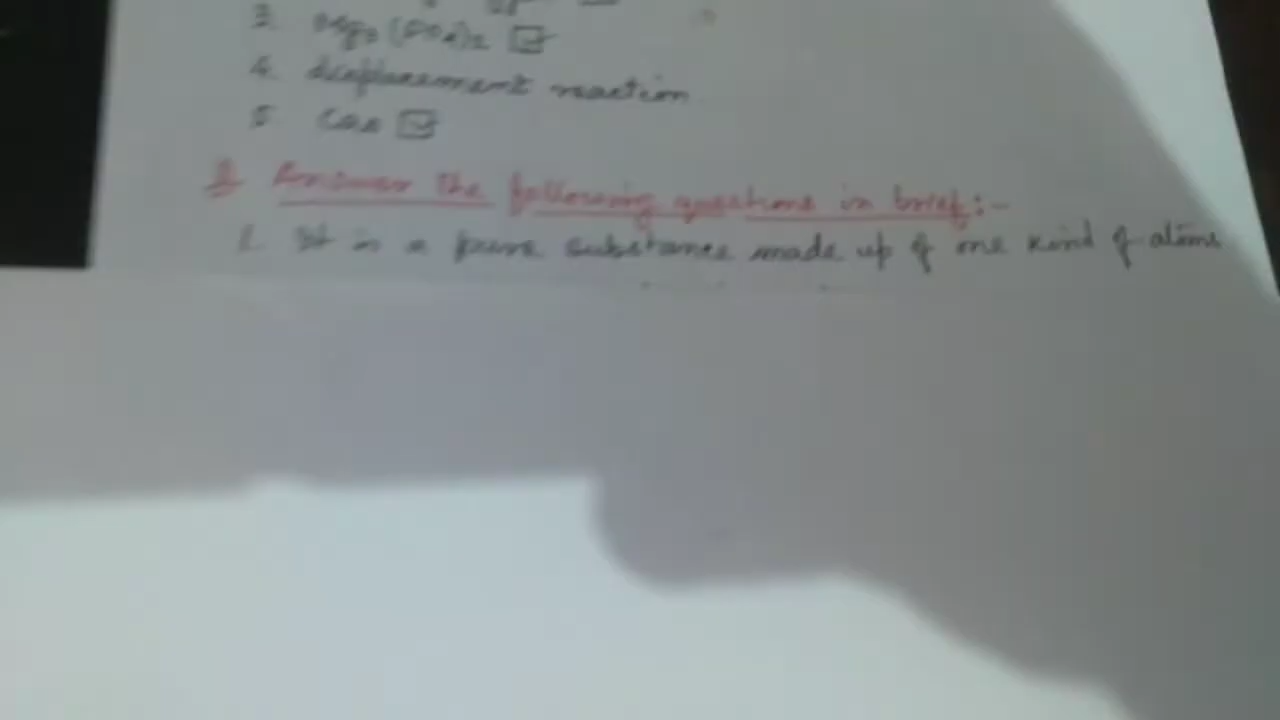 3. Mg3(PO4)2 ☑
4. displacement reaction
5. Cao ☑
Answer the following questions in brief:-
1. It is a pure substance made up of one kind of atoms